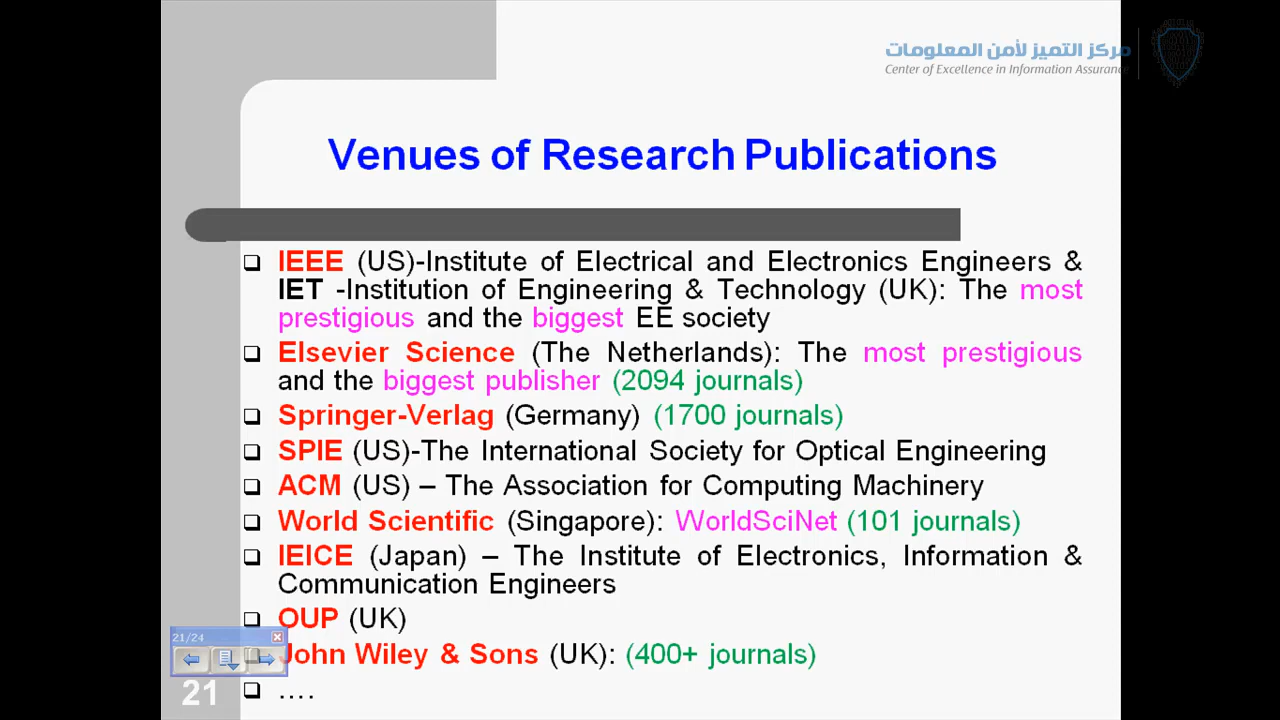 مركز التميز لأمن المعلومات
Center of Excellence in Information Assurance
Venues of Research Publications
IEEE (US)-Institute of Electrical and Electronics Engineers &
IET -Institution of Engineering & Technology (UK): The most
prestigious and the biggest EE society
Elsevier Science (The Netherlands): The most prestigious
and the biggest publisher (2094 journals)
Springer-Verlag (Germany) (1700 journals)
SPIE (US)-The International Society for Optical Engineering
ACM (US) – The Association for Computing Machinery
World Scientific (Singapore): WorldSciNet (101 journals)
IEICE (Japan) – The Institute of Electronics, Information &
Communication Engineers
OUP (UK)
John Wiley & Sons (UK): (400+ journals)
....
21/24
21